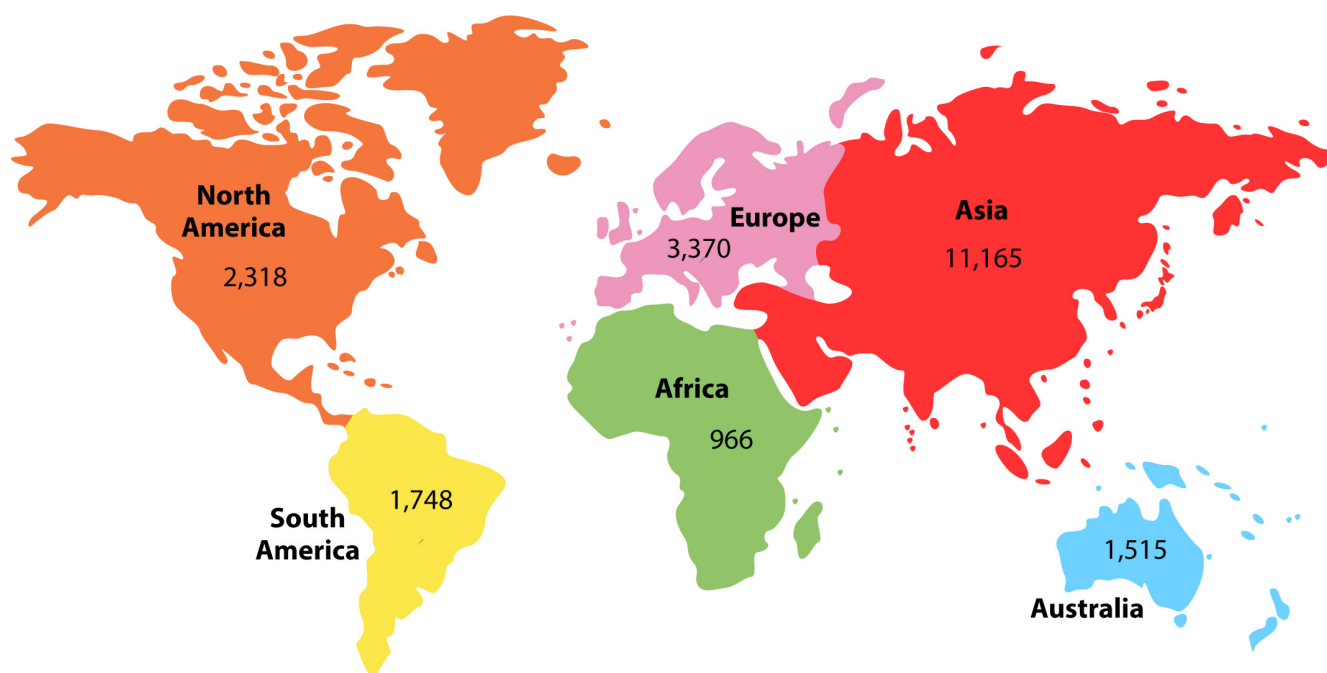 North
America
2,318
Europe
3,370
Asia
11,165
Africa
966
1,748
South
America
1,515
Australia